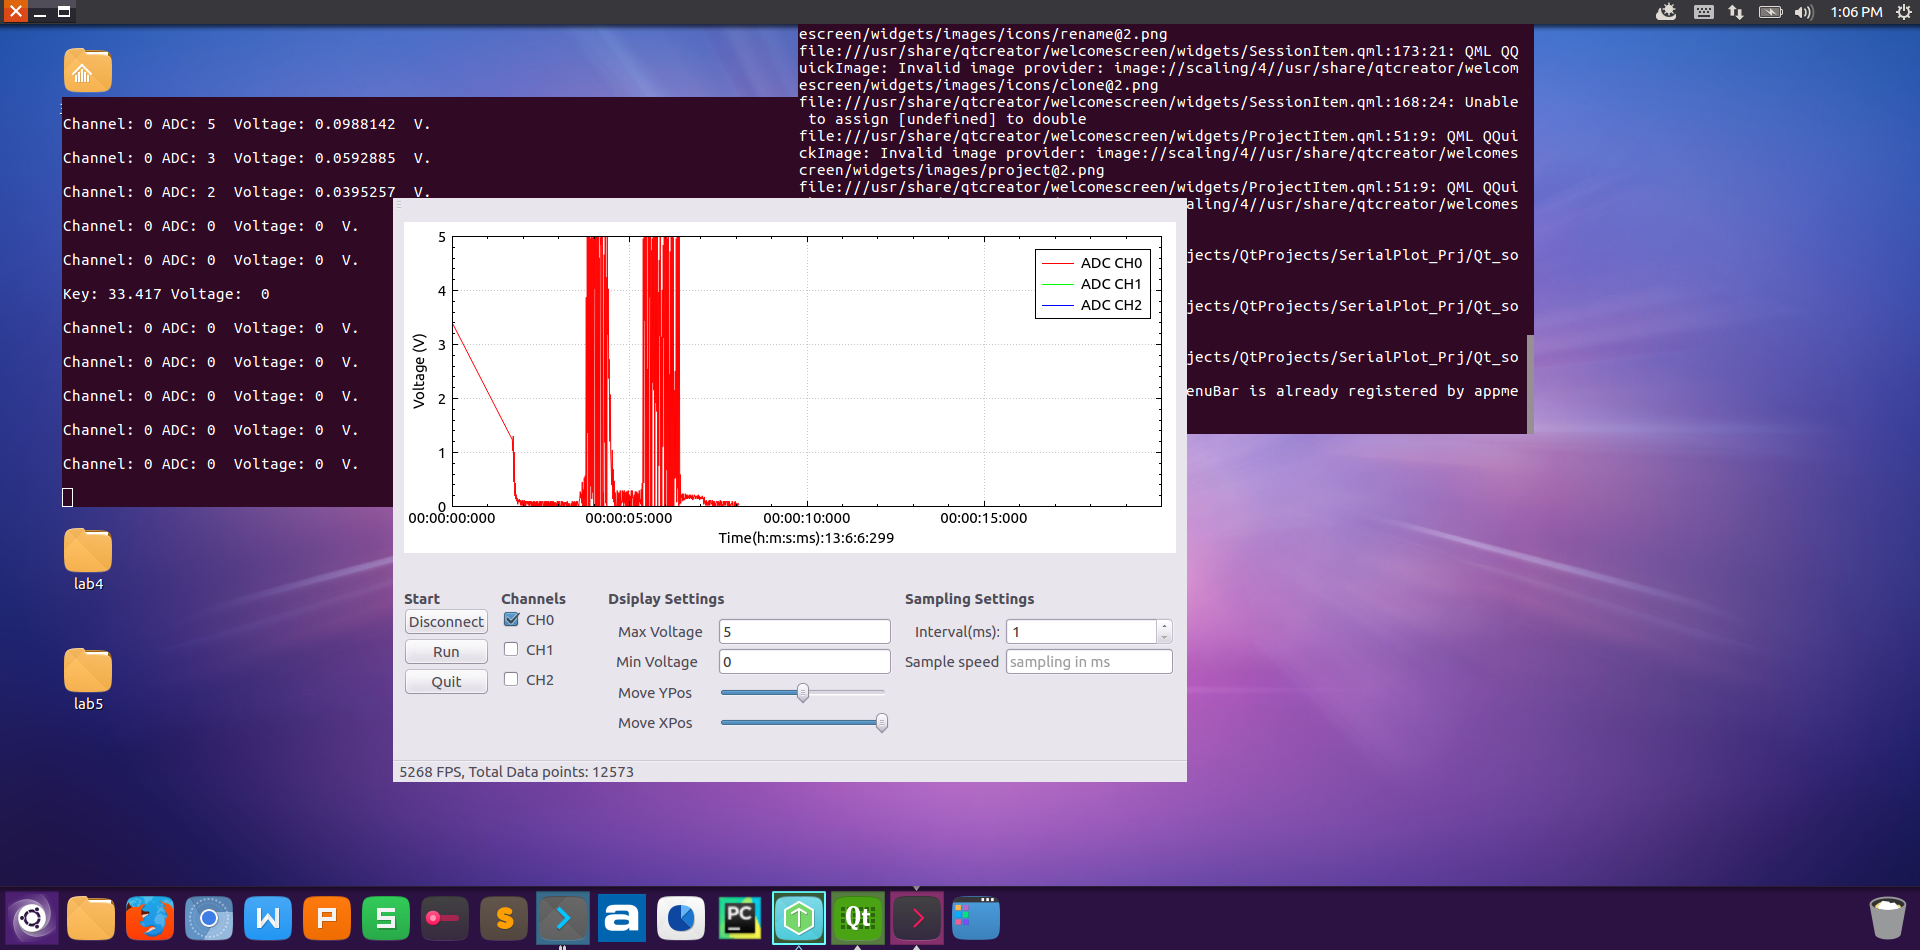 1:06 PM
escreen/widgets/images/icons/rename@2.png
file:///usr/share/qtcreator/welcomescreen/widgets/SessionItem.qml:173:21: QML QQ
uickImage: Invalid image provider: image://scaling/4//usr/share/qtcreator/welcom
escreen/widgets/images/icons/clone@2.png
file:///usr/share/qtcreator/welcomescreen/widgets/SessionItem.qml:168:24: Unable
to assign [undefined] to double
file:///usr/share/qtcreator/welcomescreen/widgets/ProjectItem.qml:51:9: QML QQui
ckImage: Invalid image provider: image://scaling/4//usr/share/qtcreator/welcomes
creen/widgets/images/project@2.png
file:///usr/share/qtcreator/welcomescreen/widgets/ProjectItem.qml:51:9: QML QQui
aling/4//usr/share/qtcreator/welcomes
jects/QtProjects/SerialPlot_Prj/Qt_so
jects/QtProjects/SerialPlot_Prj/Qt_so
jects/QtProjects/SerialPlot_Prj/Qt_so
enuBar is already registered by appme
Channel: 0 ADC: 5  Voltage: 0.0988142  V.
Channel: 0 ADC: 3  Voltage: 0.0592885  V.
Channel: 0 ADC: 2  Voltage: 0.0395257  V.
Channel: 0 ADC: 0  Voltage: 0  V.
Channel: 0 ADC: 0  Voltage: 0  V.
Key: 33.417 Voltage:  0
Channel: 0 ADC: 0  Voltage: 0  V.
Channel: 0 ADC: 0  Voltage: 0  V.
Channel: 0 ADC: 0  Voltage: 0  V.
Channel: 0 ADC: 0  Voltage: 0  V.
Channel: 0 ADC: 0  Voltage: 0  V.
lab4
lab5
5
4
3
2
1
0
Voltage (V)
ADC CH0
ADC CH1
ADC CH2
00:00:00:000
00:00:05:000
00:00:10:000
00:00:15:000
Time(h:m:s:ms):13:6:6:299
Start
Disconnect
Run
Quit
Channels
CH0
CH1
CH2
Dsiplay Settings
Max Voltage 5
Min Voltage 0
Move YPos
Move XPos
Sampling Settings
Interval(ms): 1
Sample speed sampling in ms
5268 FPS, Total Data points: 12573
W
P
S
S
a
PC
Qt